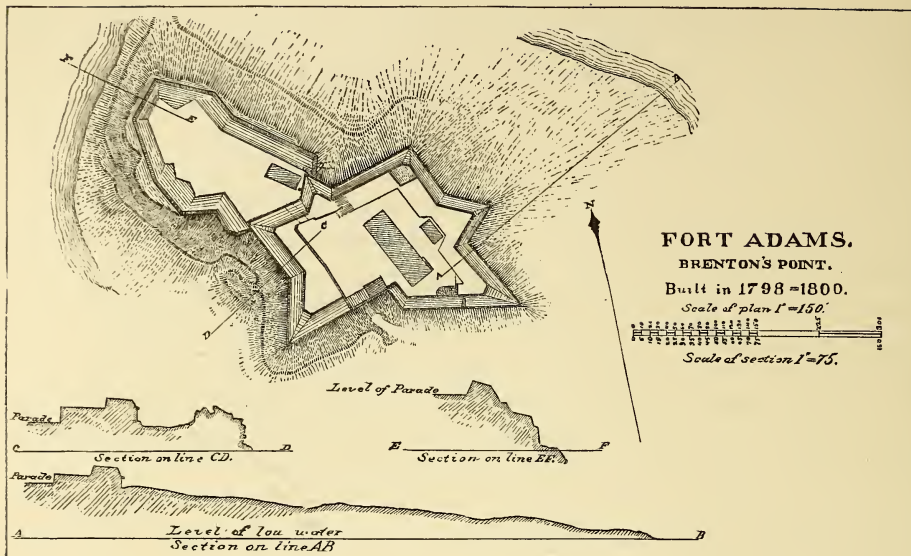 F
E
B
C
A
D
N
FORT ADAMS.
BRENTON'S POINT.
Built in 1798=1800.
Scale of plan 1"=150'
Scale of section 1"=75.
Parade
C D
Section on line CD.
Level of Parade
E F
Section on line EF.
Parade
A Level of low water B
Section on line AB